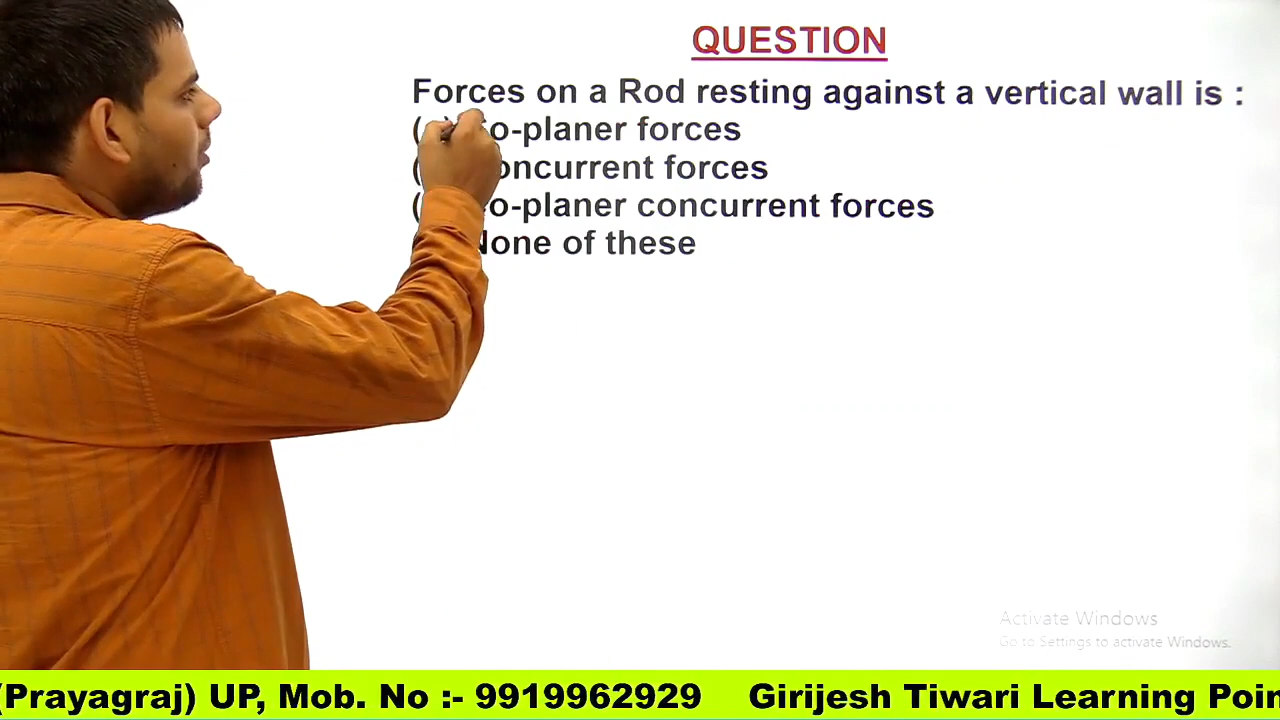 QUESTION
Forces on a Rod resting against a vertical wall is :
( o-planer forces
( oncurrent forces
( o-planer concurrent forces
None of these
Activate Windows
Go to Settings to activate Windows.
(Prayagraj) UP, Mob. No :- 9919962929 Girijesh Tiwari Learning Poin